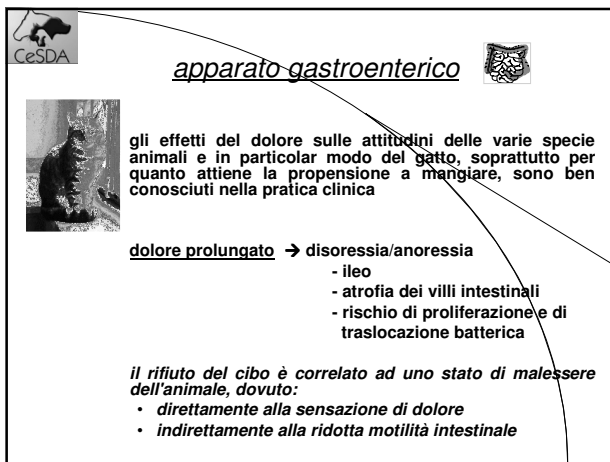 CeSDA
apparato gastroenterico
gli effetti del dolore sulle attitudini delle varie specie
animali e in particolar modo del gatto, soprattutto per
quanto attiene la propensione a mangiare, sono ben
conosciuti nella pratica clinica
dolore prolungato ➔ disoressia/anoressia
- ileo
- atrofia dei villi intestinali
- rischio di proliferazione e di
traslocazione batterica
il rifiuto del cibo è correlato ad uno stato di malessere
dell'animale, dovuto:
• direttamente alla sensazione di dolore
• indirettamente alla ridotta motilità intestinale